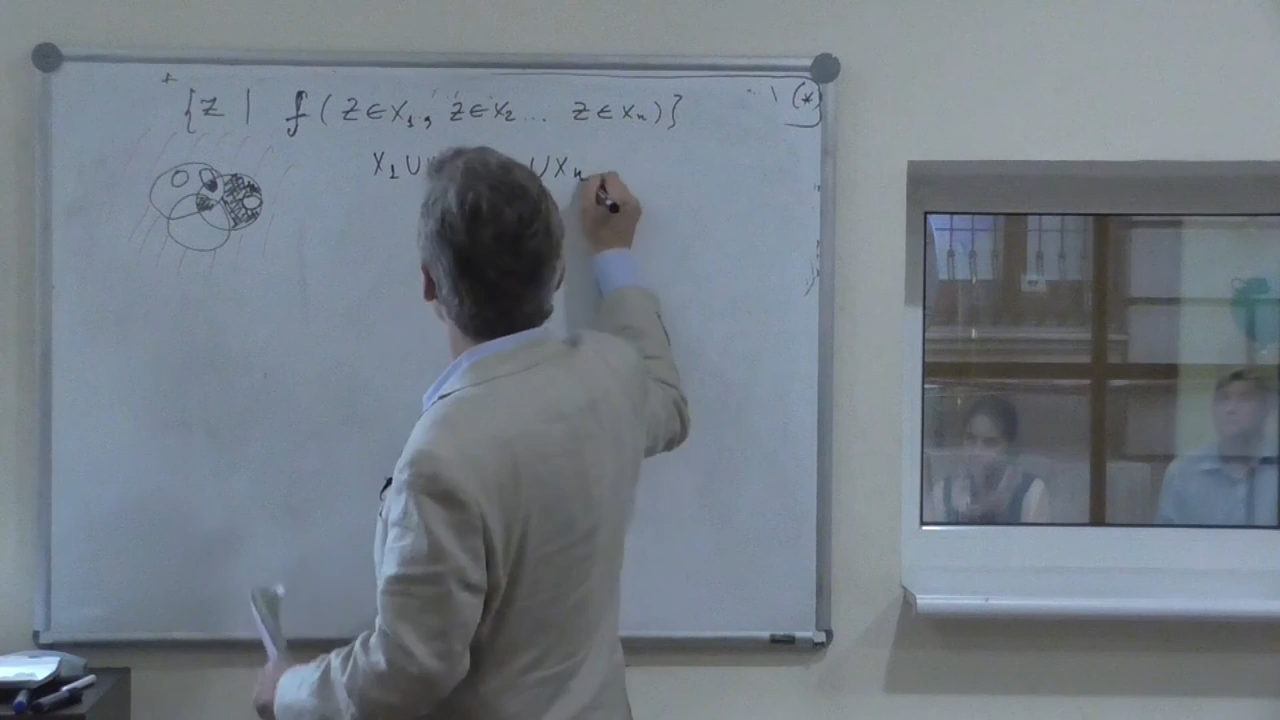 {z | f(z∈x₁, z∈x₂ ... z∈xₙ)} (*)
x₁∪ ∪xₙ